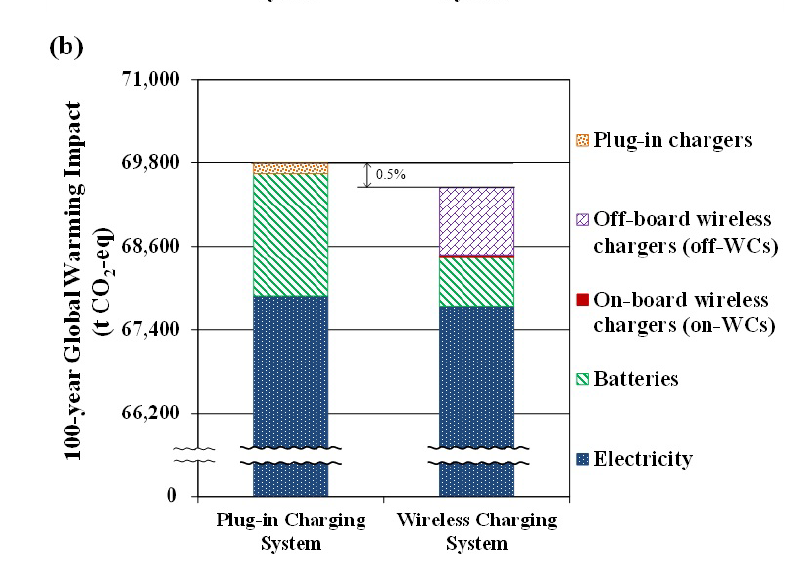 (b)
100-year Global Warming Impact
(t CO₂-eq)
71,000
69,800
68,600
67,400
66,200
0
0.5%
Plug-in Charging
System
Wireless Charging
System
Plug-in chargers
Off-board wireless
chargers (off-WCs)
On-board wireless
chargers (on-WCs)
Batteries
Electricity